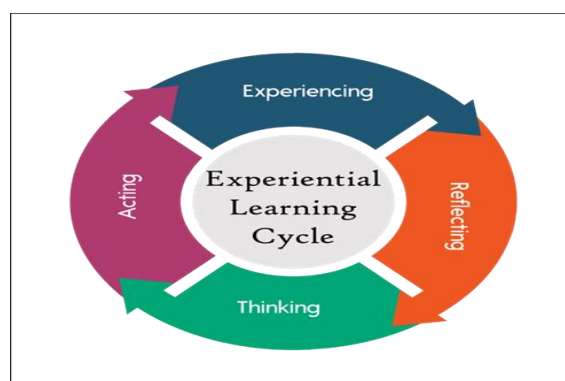 Experiencing
Experiential
Learning
Cycle
Reflecting
Thinking
Acting